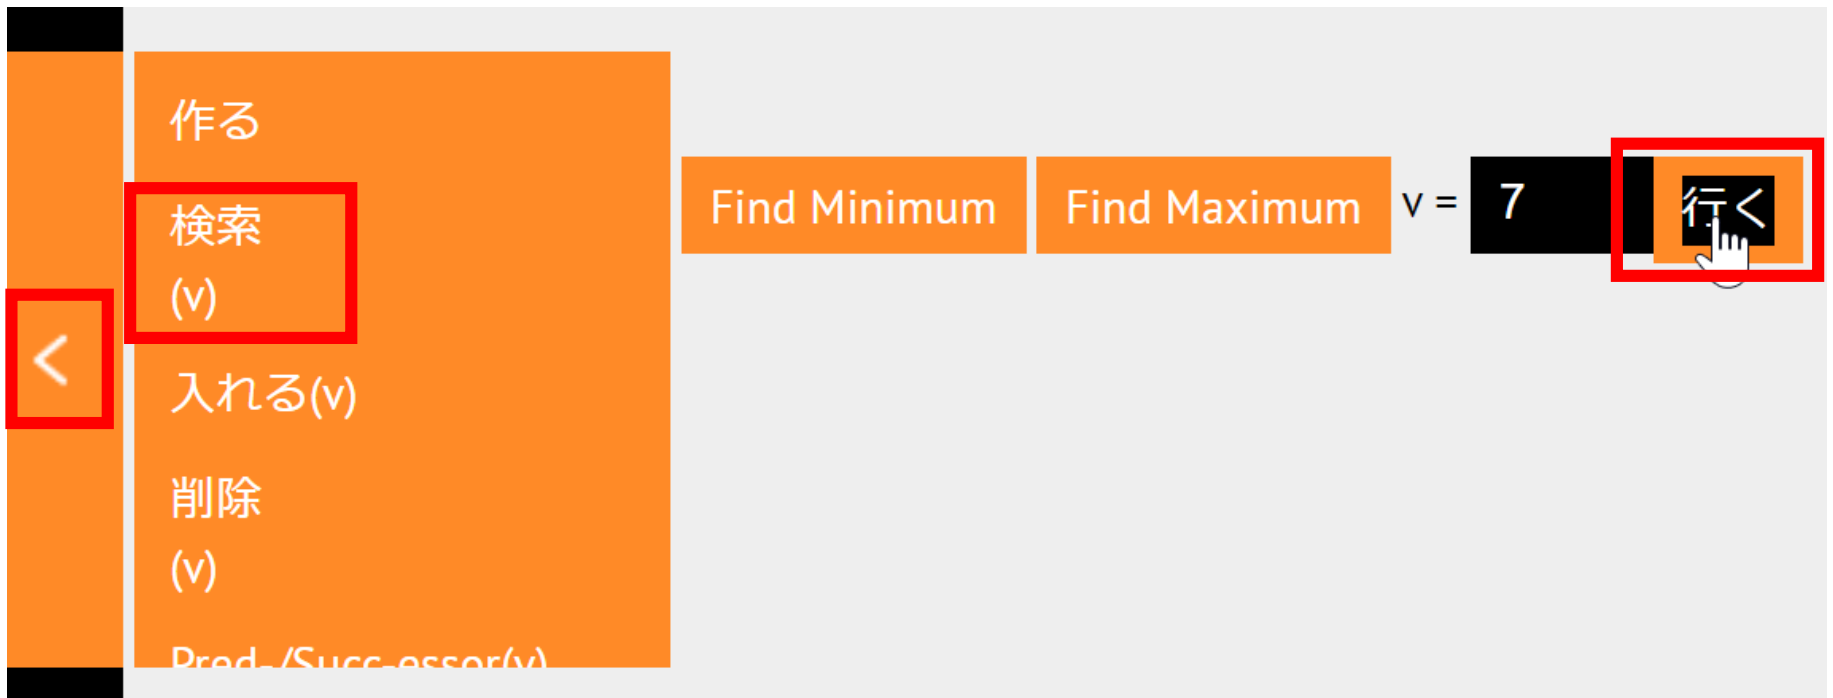 作る
検索
(v)
入れる(v)
削除
(v)
Pred-/Succ-essor(v)
Find Minimum Find Maximum v = 7 行く
<